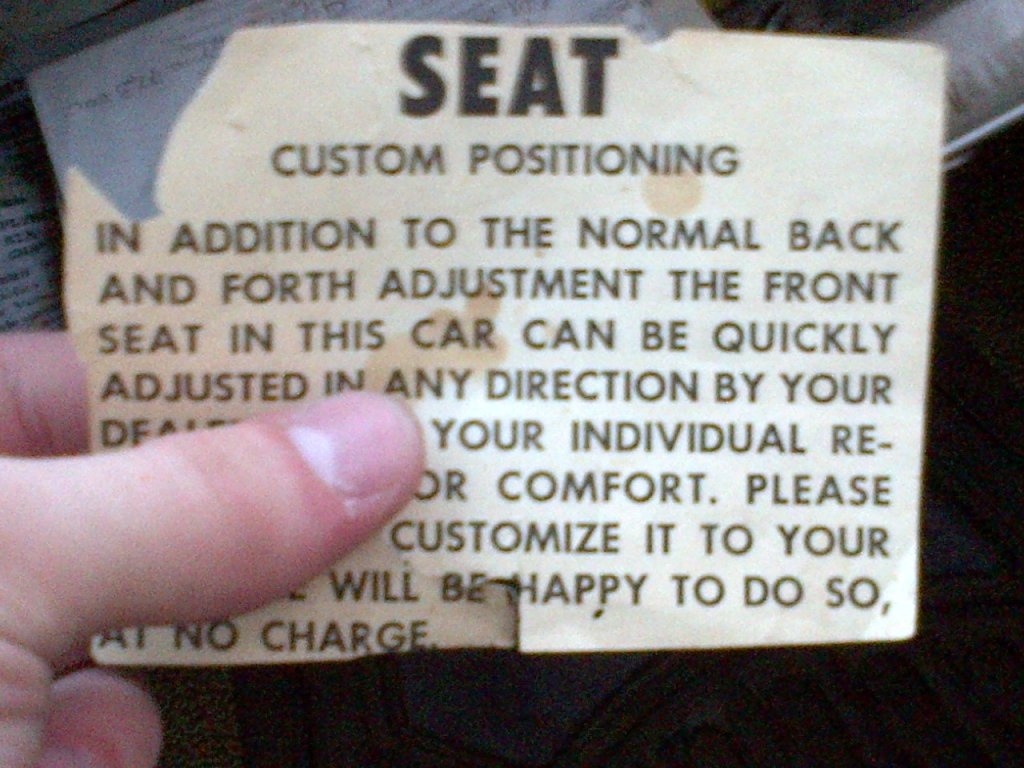 SEAT
CUSTOM POSITIONING
IN ADDITION TO THE NORMAL BACK
AND FORTH ADJUSTMENT THE FRONT
SEAT IN THIS CAR CAN BE QUICKLY
ADJUSTED IN ANY DIRECTION BY YOUR
YOUR INDIVIDUAL RE-
OR COMFORT. PLEASE
CUSTOMIZE IT TO YOUR
WILL BE HAPPY TO DO SO,
AT NO CHARGE.